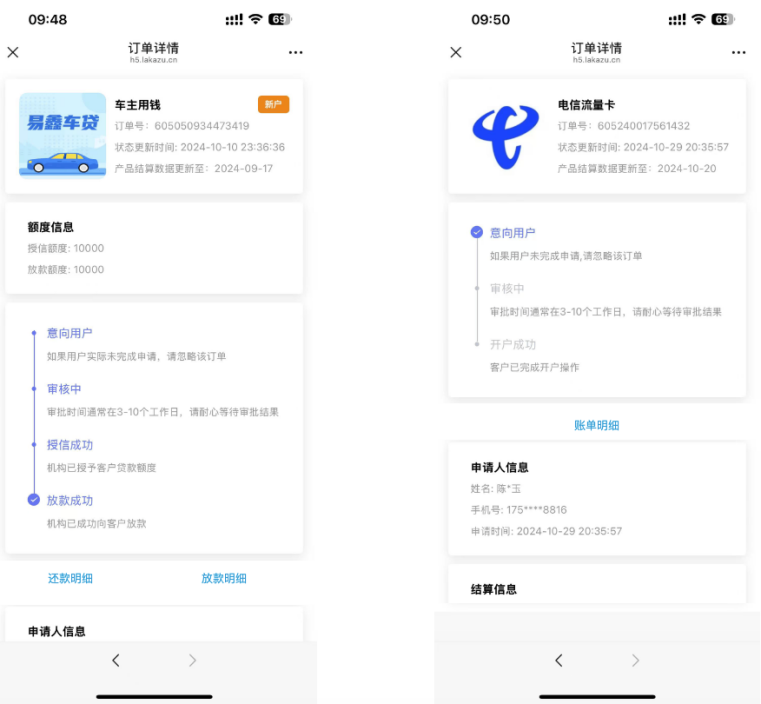 09:48
69
订单详情
h5.lakazu.cn
易鑫车贷
车主用钱
新户
订单号：605050934473419
状态更新时间: 2024-10-10 23:36:36
产品结算数据更新至：2024-09-17
额度信息
授信额度: 10000
放款额度: 10000
意向用户
如果用户实际未完成申请，请忽略该订单
审核中
审批时间通常在3-10个工作日，请耐心等待审批结果
授信成功
机构已授予客户贷款额度
放款成功
机构已成功向客户放款
还款明细
放款明细
申请人信息
09:50
69
订单详情
h5.lakazu.cn
电信流量卡
订单号：605240017561432
状态更新时间: 2024-10-29 20:35:57
产品结算数据更新至：2024-10-20
意向用户
如果用户未完成申请,请忽略该订单
审核中
审批时间通常在3-10个工作日，请耐心等待审批结果
开户成功
客户已完成开户操作
账单明细
申请人信息
姓名: 陈*玉
手机号: 175****8816
申请时间: 2024-10-29 20:35:57
结算信息